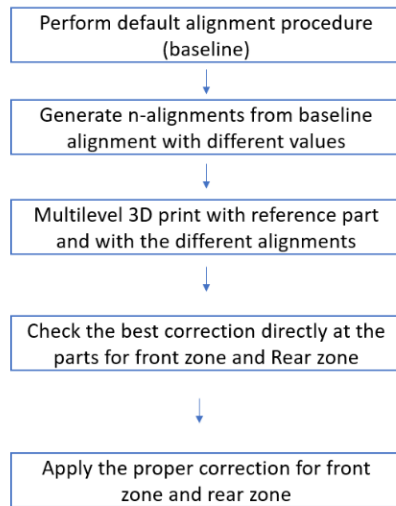 Perform default alignment procedure
(baseline)
Generate n-alignments from baseline
alignment with different values
Multilevel 3D print with reference part
and with the different alignments
Check the best correction directly at the
parts for front zone and Rear zone
Apply the proper correction for front
zone and rear zone